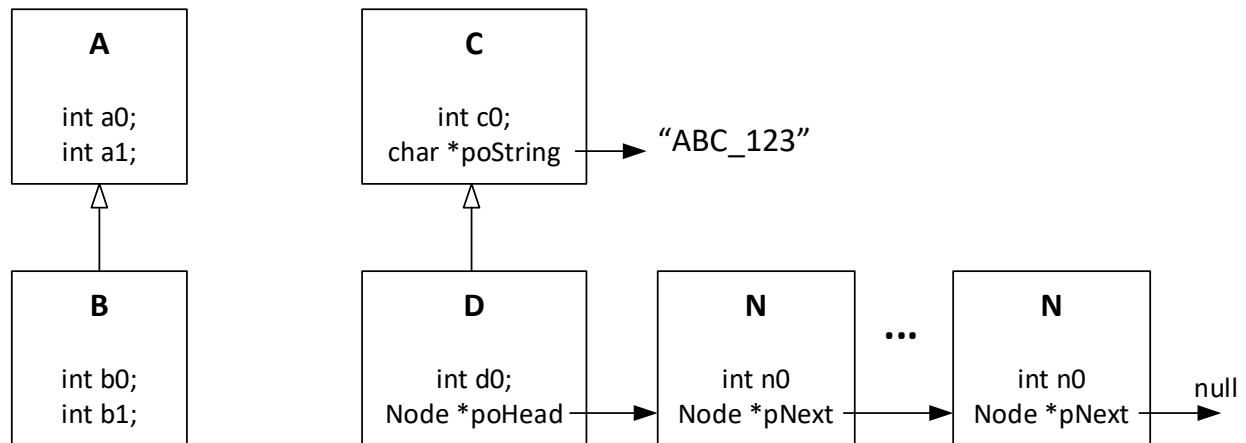 A
int a0;
int a1;
C
int c0;
char *poString
“ABC_123”
B
int b0;
int b1;
D
int d0;
Node *poHead
N
int n0
Node *pNext
...
N
int n0
Node *pNext
null